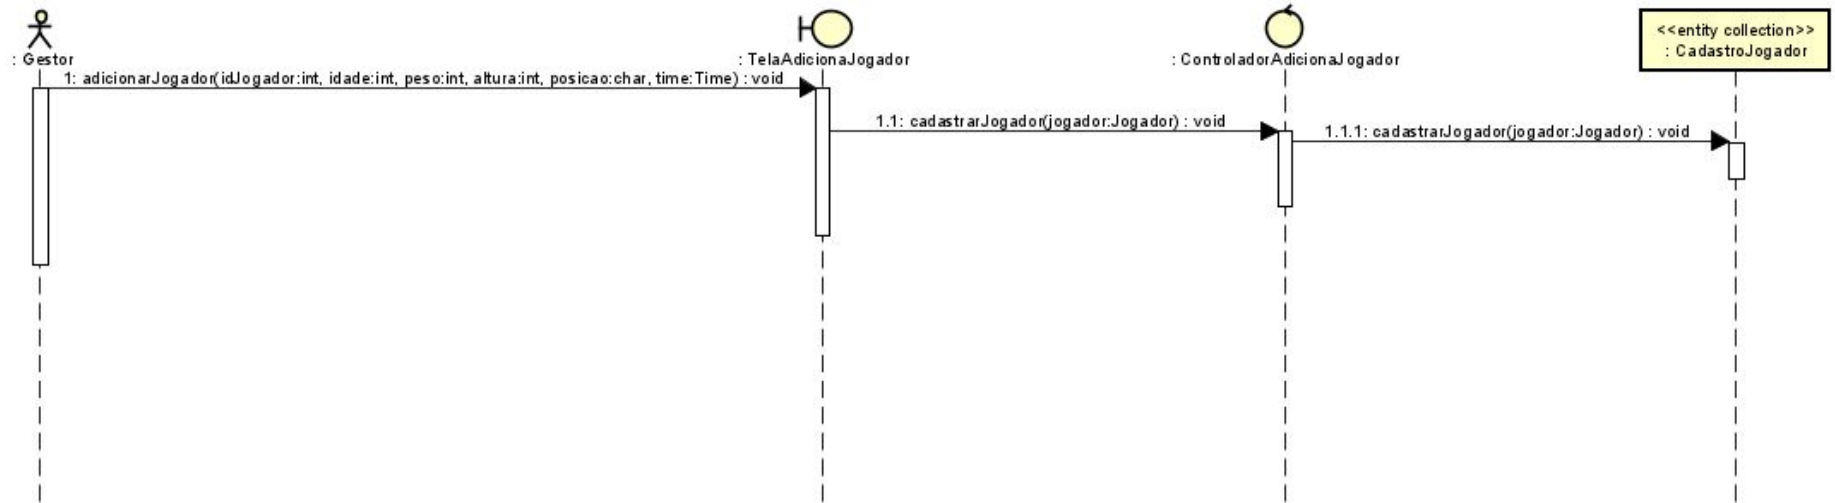 : Gestor
: TelaAdicionaJogador
: ControladorAdicionaJogador
<<entity collection>>
: CadastroJogador
1: adicionarJogador(idJogador:int, idade:int, peso:int, altura:int, posicao:char, time:Time) : void
1.1: cadastrarJogador(jogador:Jogador) : void
1.1.1: cadastrarJogador(jogador:Jogador) : void